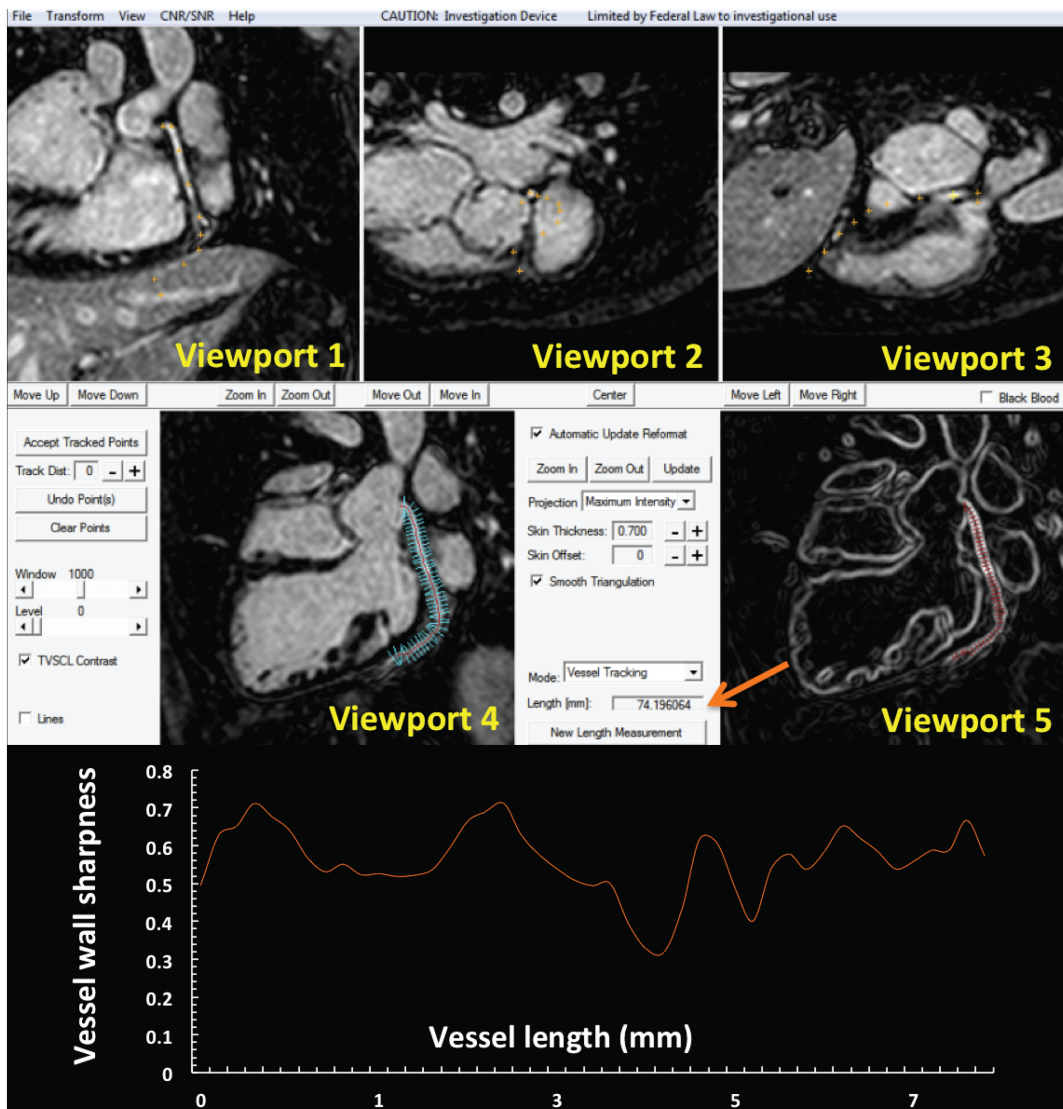 File Transform View CNR/SNR Help CAUTION: Investigation Device Limited by Federal Law to investigational use
Viewport 1
Viewport 2
Viewport 3
Move Up Move Down Zoom In Zoom Out Move Out Move In Center Move Left Move Right Black Blood
Accept Tracked Points
Track Dist: 0 - +
Undo Point(s)
Clear Points
Window 1000
Level 0
TVSCL Contrast
Lines
Viewport 4
Automatic Update Reformat
Zoom In Zoom Out Update
Projection Maximum Intensity
Skin Thickness: 0.700 - +
Skin Offset: 0 - +
Smooth Triangulation
Mode: Vessel Tracking
Length [mm]: 74.196064
New Length Measurement
Viewport 5
Vessel wall sharpness
0.8
0.7
0.6
0.5
0.4
0.3
0.2
0.1
0
Vessel length (mm)
0 1 3 5 7